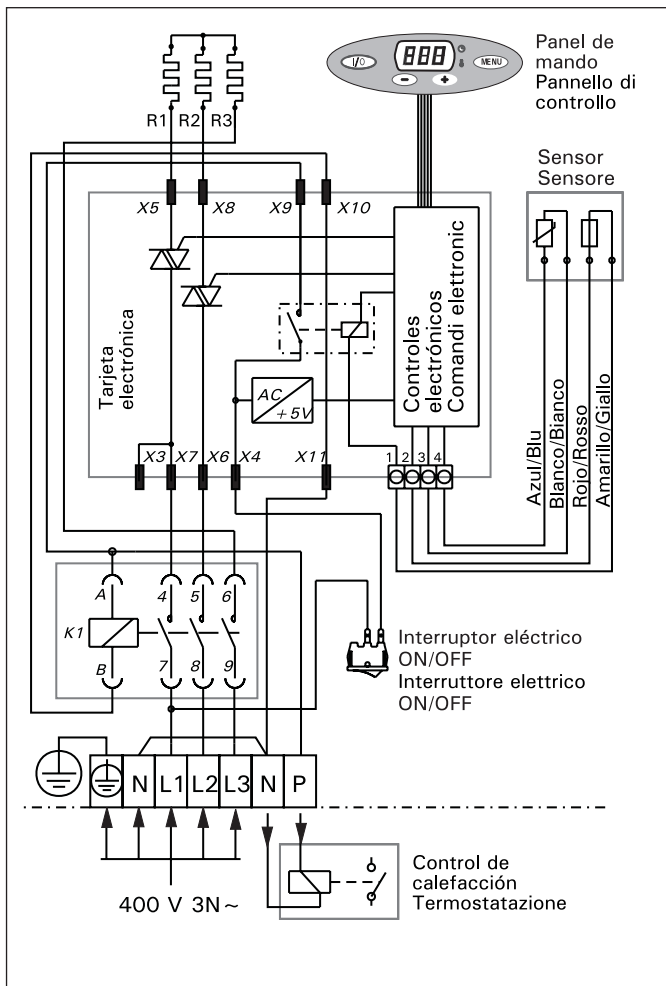 I/O
888
MENU
−
+
Panel de
mando
Pannello di
controllo
R1
R2
R3
Sensor
Sensore
X5
X8
X9
X10
Tarjeta
electrónica
Controles
electrónicos
Comandi elettronic
AC
+5V
X3
X7
X6
X4
X11
1
2
3
4
Azul/Blu
Blanco/Bianco
Rojo/Rosso
Amarillo/Giallo
A
4
5
6
K1
B
7
8
9
Interruptor eléctrico
ON/OFF
Interruttore elettrico
ON/OFF
N
L1
L2
L3
N
P
400 V 3N~
Control de
calefacción
Termostatazione